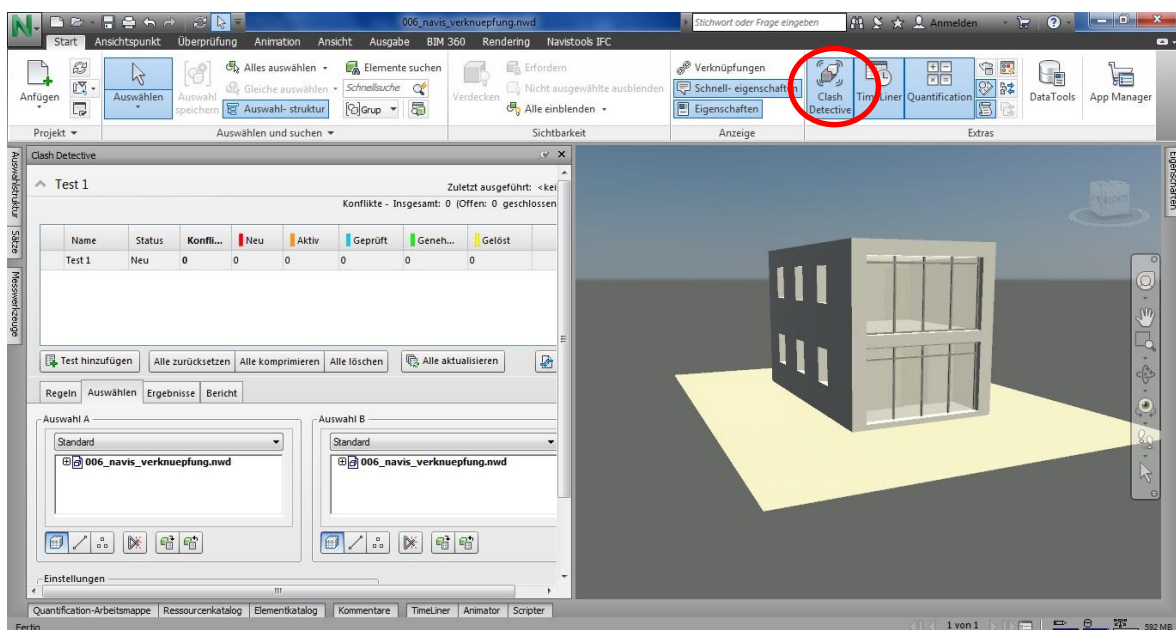 006_navis_verknuepfung.nwd
Stichwort oder Frage eingeben
Anmelden
Start Ansichtspunkt Überprüfung Animation Ansicht Ausgabe BIM 360 Rendering Navistools IFC
Anfügen
Auswählen
Auswahl speichern
Alles auswählen
Gleiche auswählen
Auswahl- struktur
Elemente suchen
Schnellsuche
Grup
Verdecken
Erfordern
Nicht ausgewählte ausblenden
Alle einblenden
Verknüpfungen
Schnell- eigenschaften
Eigenschaften
Clash Detective
TimeLiner
Quantification
DataTools
App Manager
Projekt
Auswählen und suchen
Sichtbarkeit
Anzeige
Extras
Auswahlstruktur
Sätze
Messwerkzeuge
Eigenschaften
Clash Detective
Test 1
Zuletzt ausgeführt: <kei
Konflikte - Insgesamt: 0 (Offen: 0 geschlossen
Name Status Konfli... Neu Aktiv Geprüft Geneh... Gelöst
Test 1 Neu 0 0 0 0 0 0
Test hinzufügen Alle zurücksetzen Alle komprimieren Alle löschen Alle aktualisieren
Regeln Auswählen Ergebnisse Bericht
Auswahl A
Standard
006_navis_verknuepfung.nwd
Auswahl B
Standard
006_navis_verknuepfung.nwd
Einstellungen
RECHTS
Quantification-Arbeitsmappe Ressourcenkatalog Elementkatalog Kommentare TimeLiner Animator Scripter
Fertig
1 von 1
592 MB